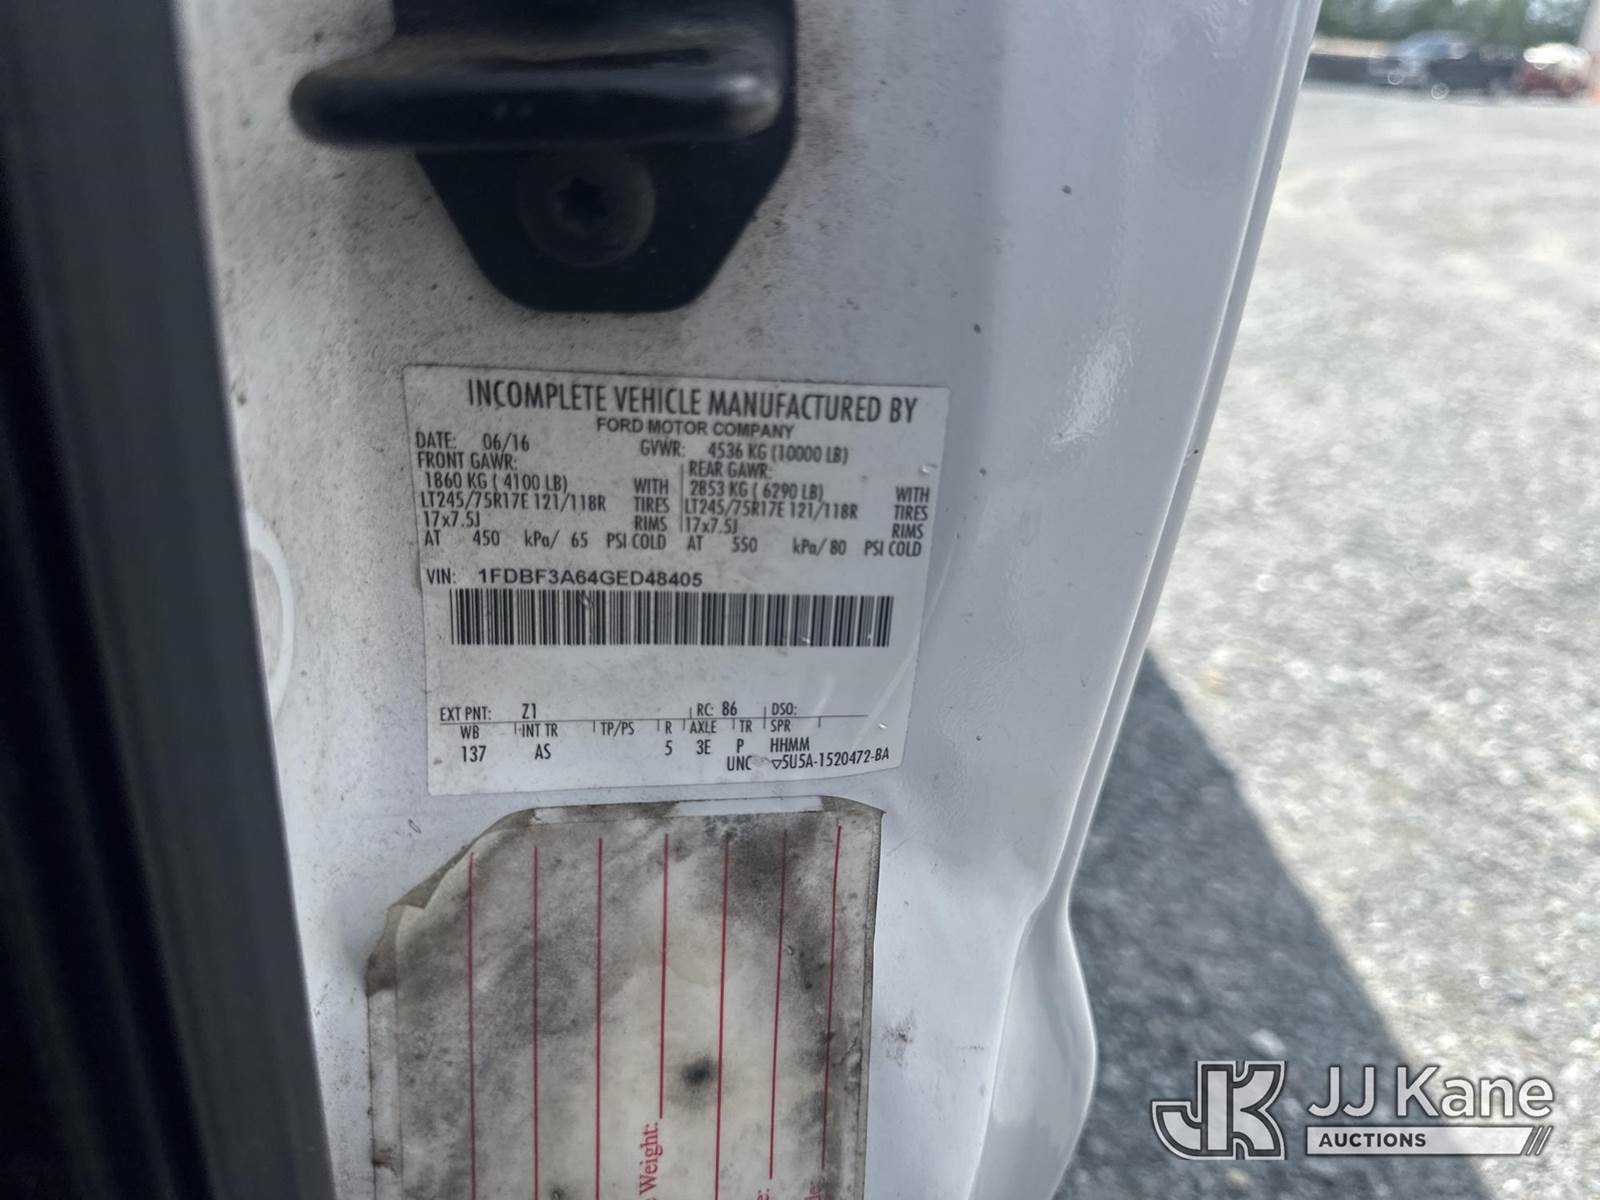 INCOMPLETE VEHICLE MANUFACTURED BY
FORD MOTOR COMPANY
DATE: 06/16 GVWR: 4536 KG (10000 LB)
FRONT GAWR: REAR GAWR:
1860 KG ( 4100 LB) WITH 2853 KG ( 6290 LB) WITH
LT245/75R17E 121/118R TIRES LT245/75R17E 121/118R TIRES
17x7.5J RIMS 17x7.5J RIMS
AT 450 kPa/ 65 PSI COLD AT 550 kPa/ 80 PSI COLD
VIN: 1FDBF3A64GED48405
EXT PNT: Z1 RC: 86 DSO:
WB INT TR TP/PS R AXLE TR SPR
137 AS 5 3E P HHMM
UNC ▽5U5A-1520472-BA
Weight:
JK JJ Kane
AUCTIONS